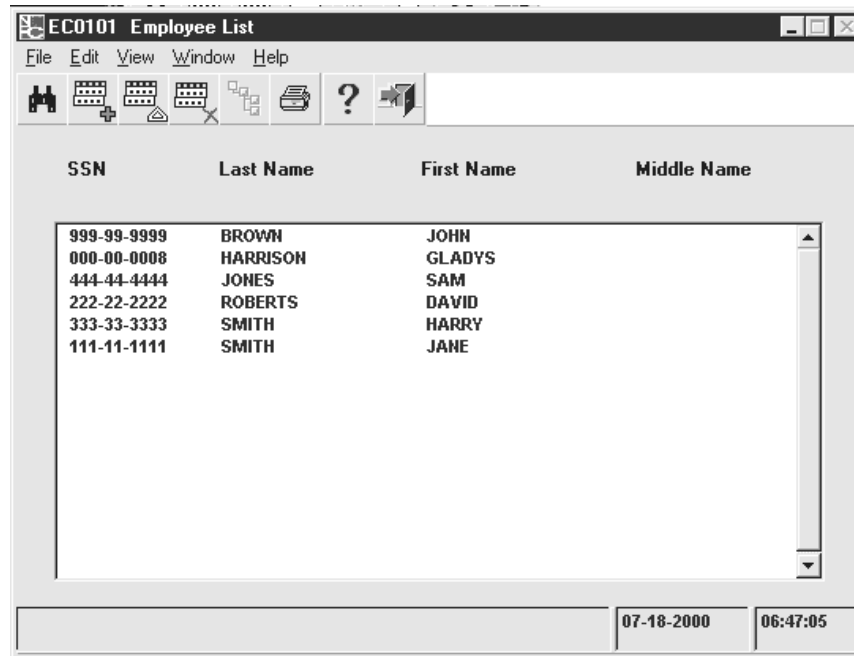 EC0101 Employee List
File Edit View Window Help
?
SSN Last Name First Name Middle Name
999-99-9999 BROWN JOHN
000-00-0008 HARRISON GLADYS
444-44-4444 JONES SAM
222-22-2222 ROBERTS DAVID
333-33-3333 SMITH HARRY
111-11-1111 SMITH JANE
07-18-2000 06:47:05